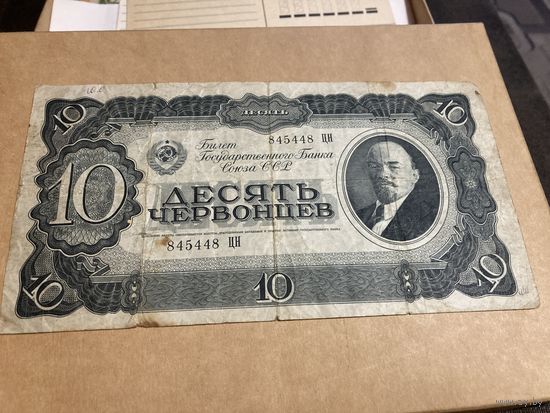 10
ДЕСЯТЬ
10
Билет 845448 ЦН
Государственного Банка
Союза ССР
10
ДЕСЯТЬ
ЧЕРВОНЦЕВ
845448 ЦН
10
10
10